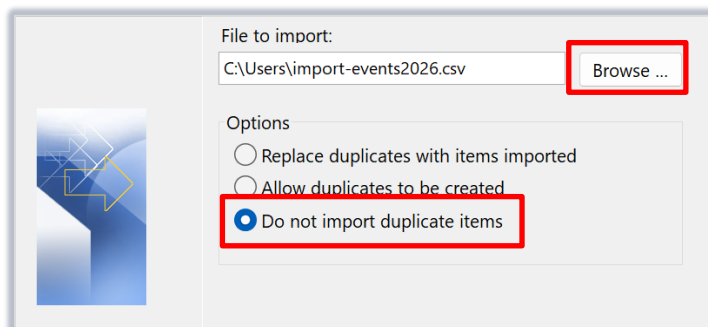 File to import:
C:\Users\import-events2026.csv
Browse ...
Options
Replace duplicates with items imported
Allow duplicates to be created
Do not import duplicate items